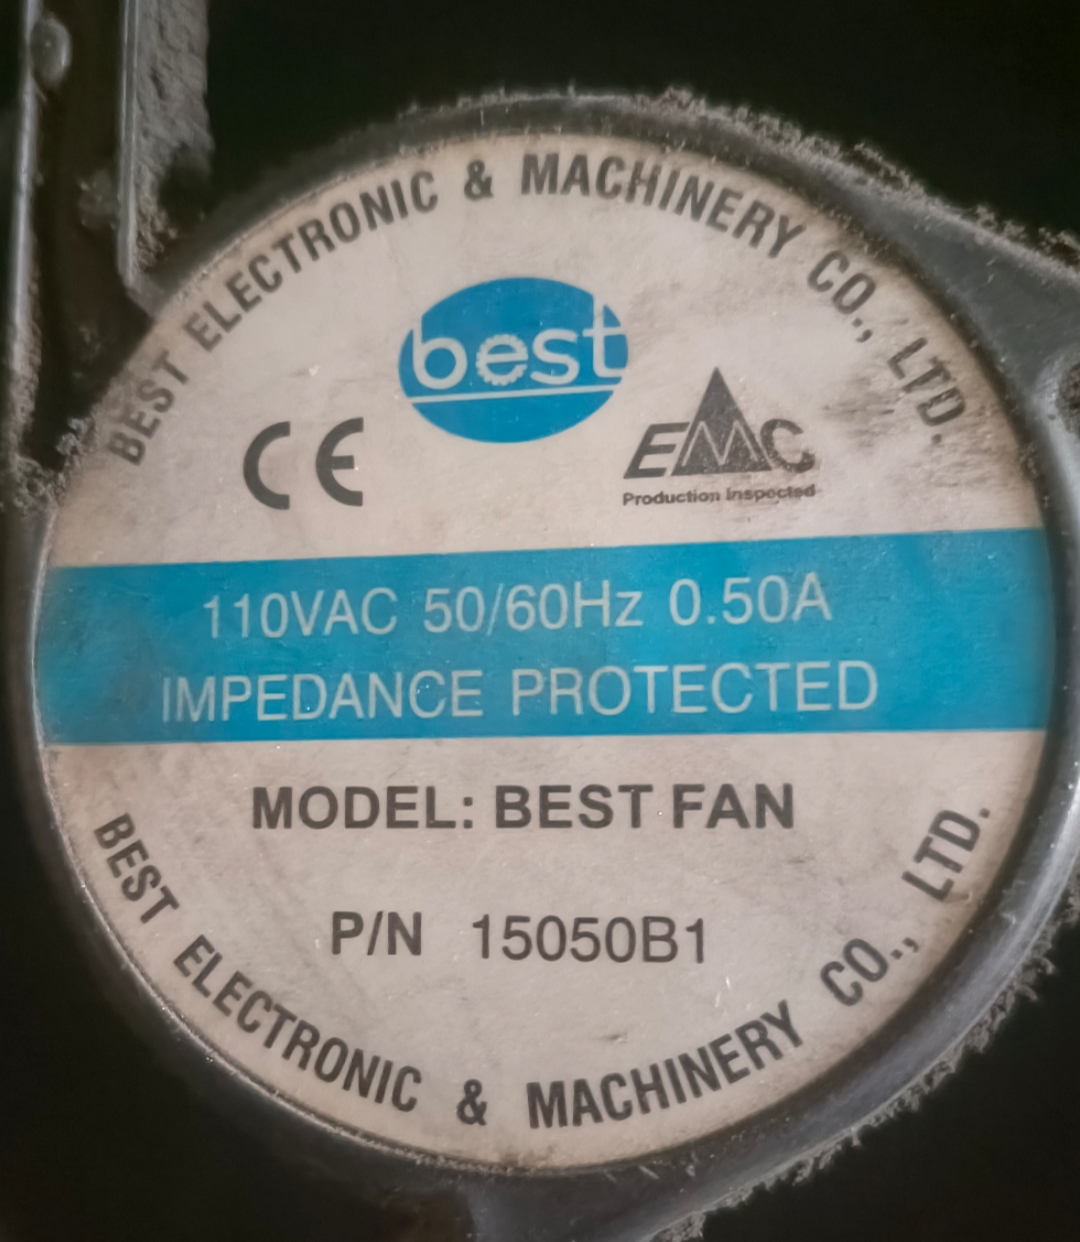 BEST ELECTRONIC & MACHINERY CO., LTD.
best
CE
EMC
Production Inspected
110VAC 50/60Hz 0.50A
IMPEDANCE PROTECTED
MODEL: BEST FAN
P/N 15050B1
BEST ELECTRONIC & MACHINERY CO., LTD.